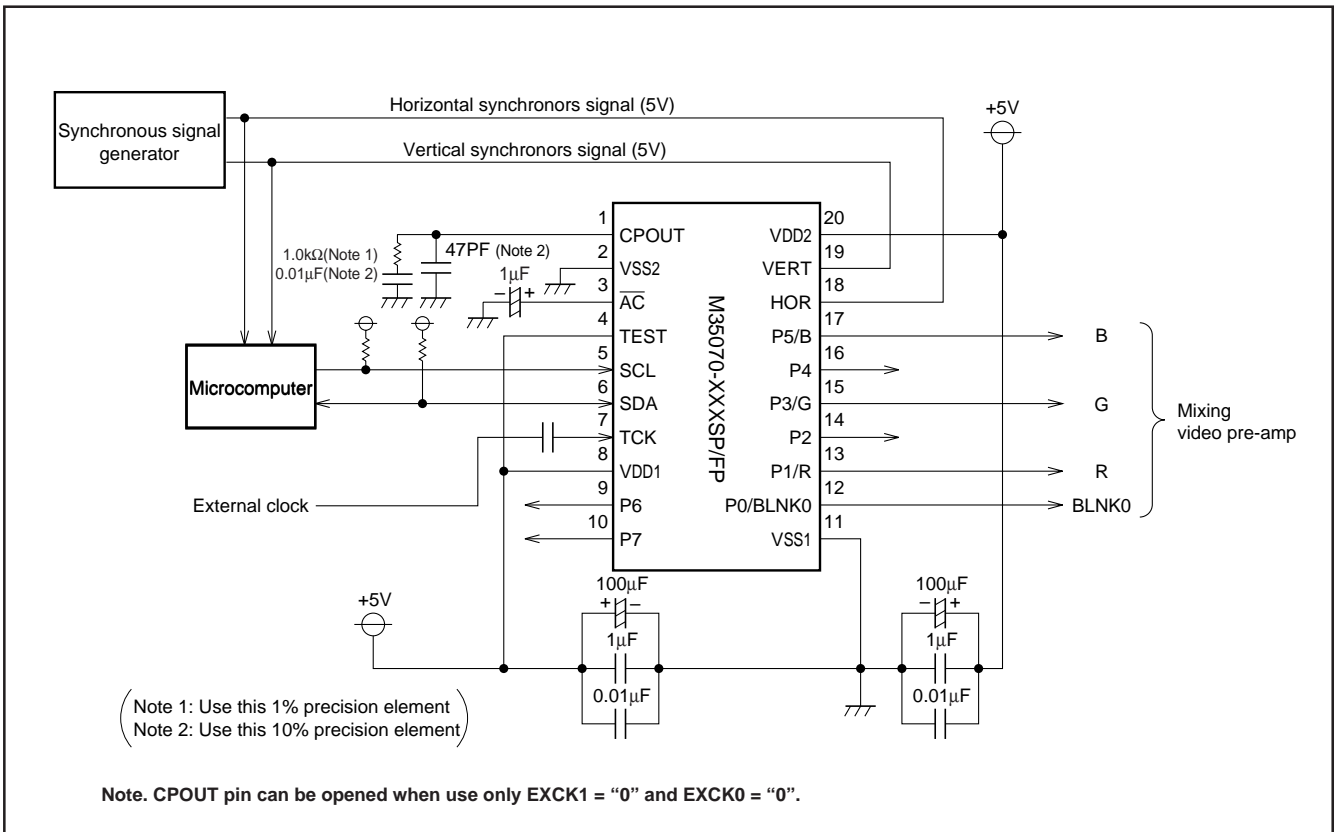 Synchronous signal
generator
Horizontal synchronors signal (5V)
Vertical synchronors signal (5V)
+5V
1.0kΩ(Note 1)
0.01μF(Note 2)
47PF (Note 2)
1μF
– +
Microcomputer
External clock
1
CPOUT
2
VSS2
3
AC
4
TEST
5
SCL
6
SDA
7
TCK
8
VDD1
9
P6
10
P7
M35070-XXXSP/FP
20
VDD2
19
VERT
18
HOR
17
P5/B
16
P4
15
P3/G
14
P2
13
P1/R
12
P0/BLNK0
11
VSS1
B
G
R
BLNK0
Mixing
video pre-amp
+5V
100μF
+ –
1μF
0.01μF
100μF
– +
1μF
0.01μF
Note 1: Use this 1% precision element
Note 2: Use this 10% precision element
Note. CPOUT pin can be opened when use only EXCK1 = “0” and EXCK0 = “0”.